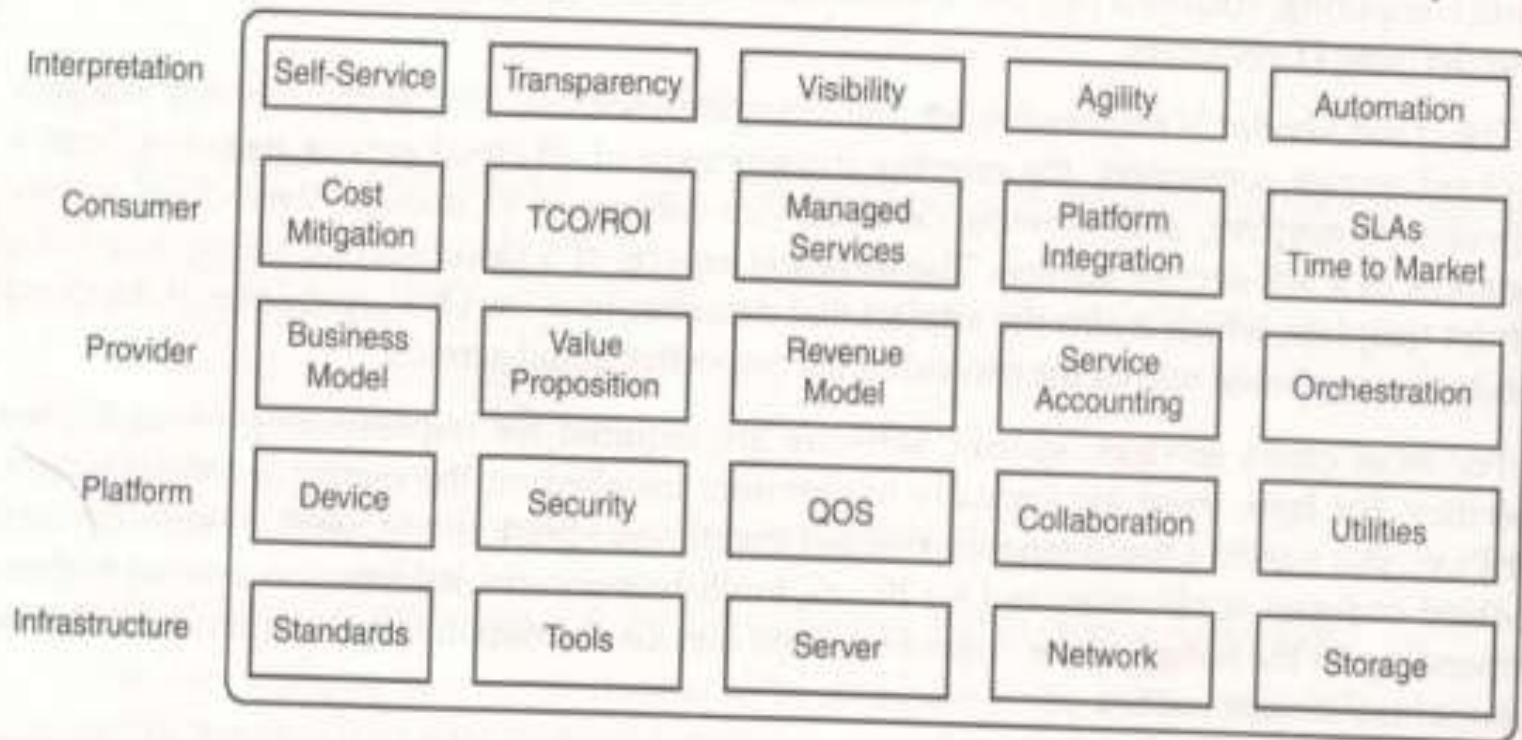 Interpretation Self-Service Transparency Visibility Agility Automation
Consumer Cost Mitigation TCO/ROI Managed Services Platform Integration SLAs Time to Market
Provider Business Model Value Proposition Revenue Model Service Accounting Orchestration
Platform Device Security QOS Collaboration Utilities
Infrastructure Standards Tools Server Network Storage